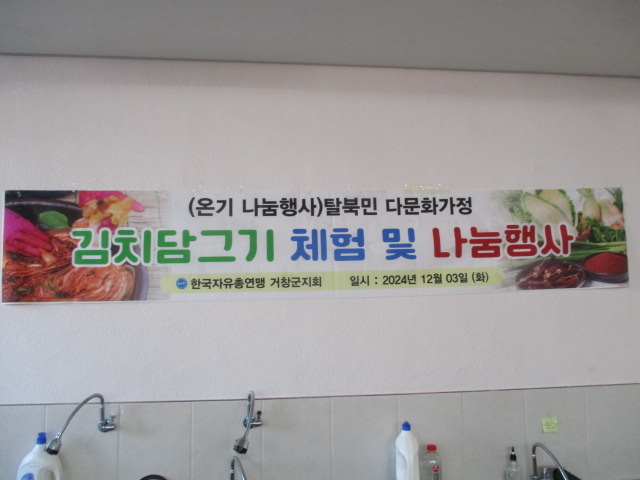 (온기 나눔행사)탈북민 다문화가정
김치담그기 체험 및 나눔행사
한국자유총연맹 거창군지회 일시 : 2024년 12월 03일 (화)